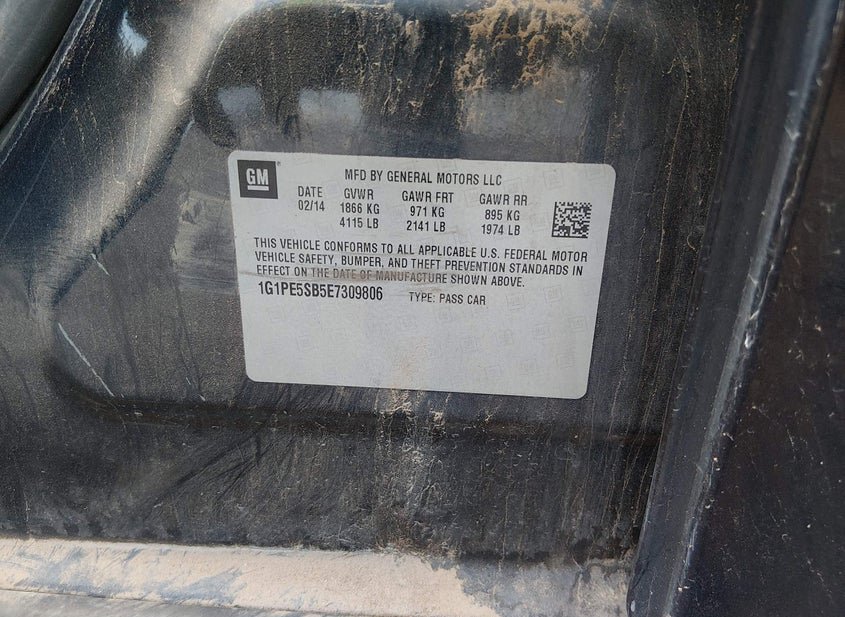 GM
MFD BY GENERAL MOTORS LLC
DATE GVWR GAWR FRT GAWR RR
02/14 1866 KG 971 KG 895 KG
4115 LB 2141 LB 1974 LB
THIS VEHICLE CONFORMS TO ALL APPLICABLE U.S. FEDERAL MOTOR
VEHICLE SAFETY, BUMPER, AND THEFT PREVENTION STANDARDS IN
EFFECT ON THE DATE OF MANUFACTURE SHOWN ABOVE.
1G1PE5SB5E7309806 TYPE: PASS CAR